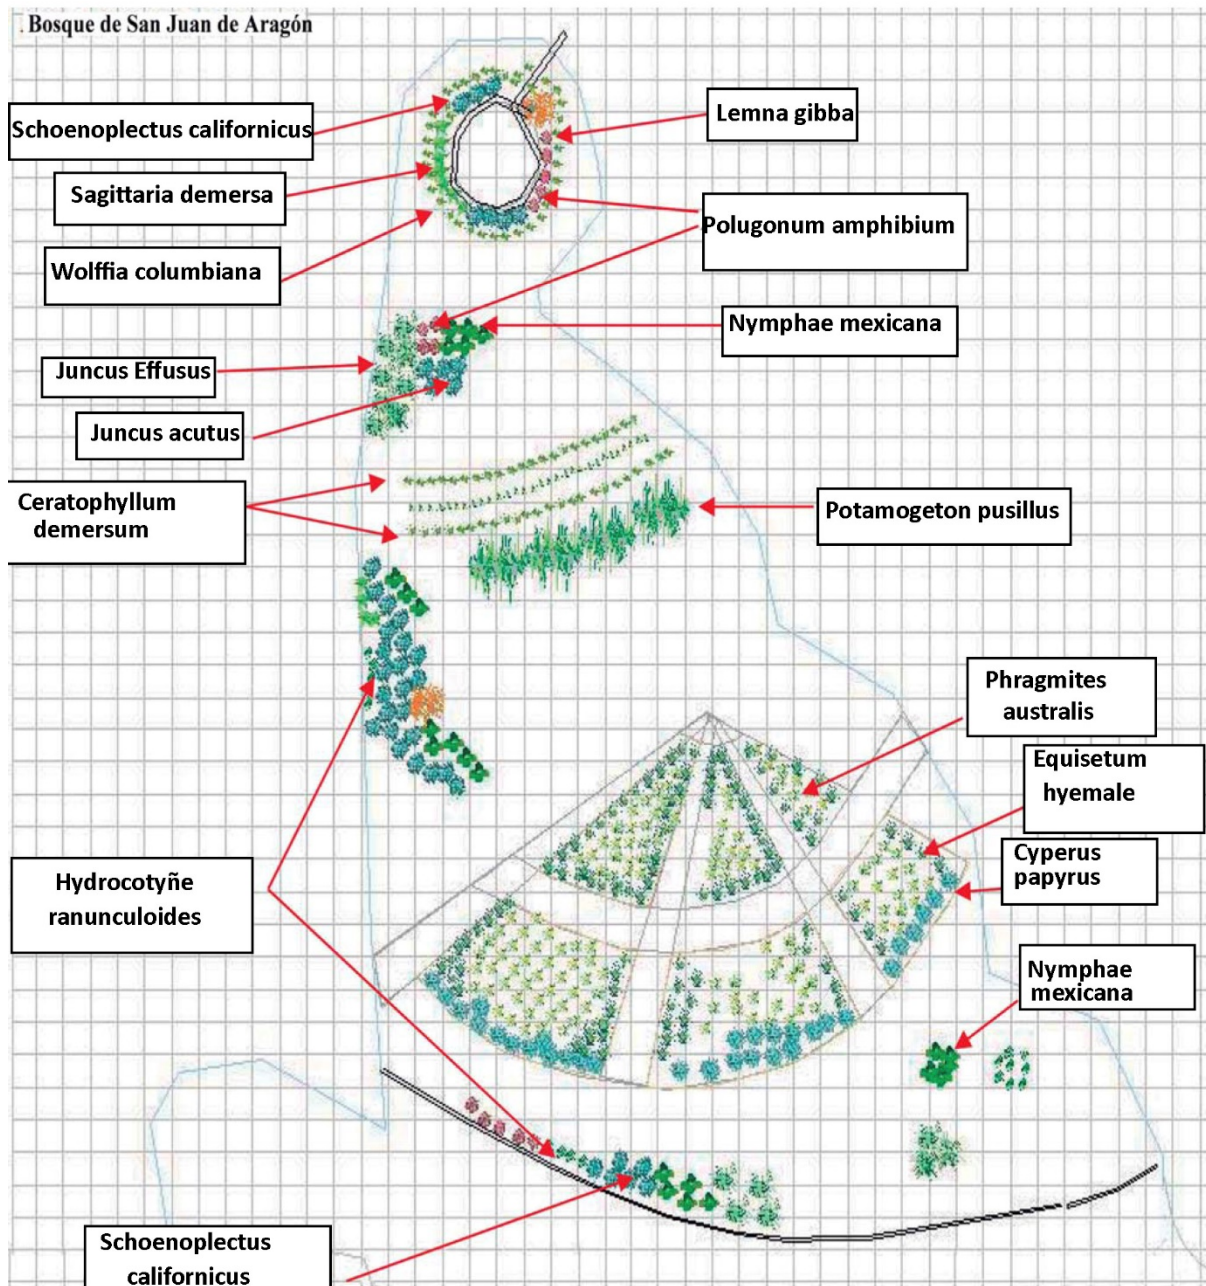 . Bosque de San Juan de Aragón
Schoenoplectus californicus
Lemna gibba
Sagittaria demersa
Polugonum amphibium
Wolffia columbiana
Nymphae mexicana
Juncus Effusus
Juncus acutus
Ceratophyllum
demersum
Potamogeton pusillus
Phragmites
australis
Equisetum
hyemale
Cyperus
papyrus
Hydrocotyñe
ranunculoides
Nymphae
mexicana
Schoenoplectus
californicus